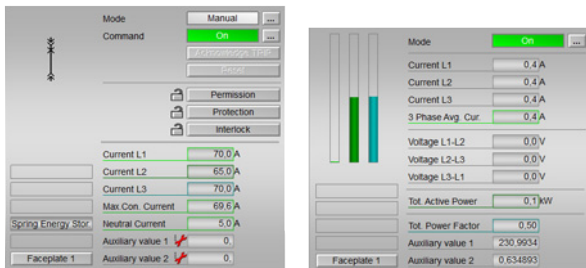 Mode Manual ...
Command On ...
Acknowledge TRIP
Reset
Permission
Protection
Interlock
Current L1 70,0 A
Current L2 65,0 A
Current L3 70,0 A
Max.Con. Current 69,6 A
Spring Energy Stor. Neutral Current 5,0 A
Auxiliary value 1 0,
Faceplate 1 Auxiliary value 2 0,
Mode On ...
Current L1 0,4 A
Current L2 0,4 A
Current L3 0,4 A
3 Phase Avg. Cur. 0,4 A
Voltage L1-L2 0,0 V
Voltage L2-L3 0,0 V
Voltage L3-L1 0,0 V
Tot. Active Power 0,1 kW
Tot. Power Factor 0,50
Auxiliary value 1 230,9934
Faceplate 1 Auxiliary value 2 0,634893